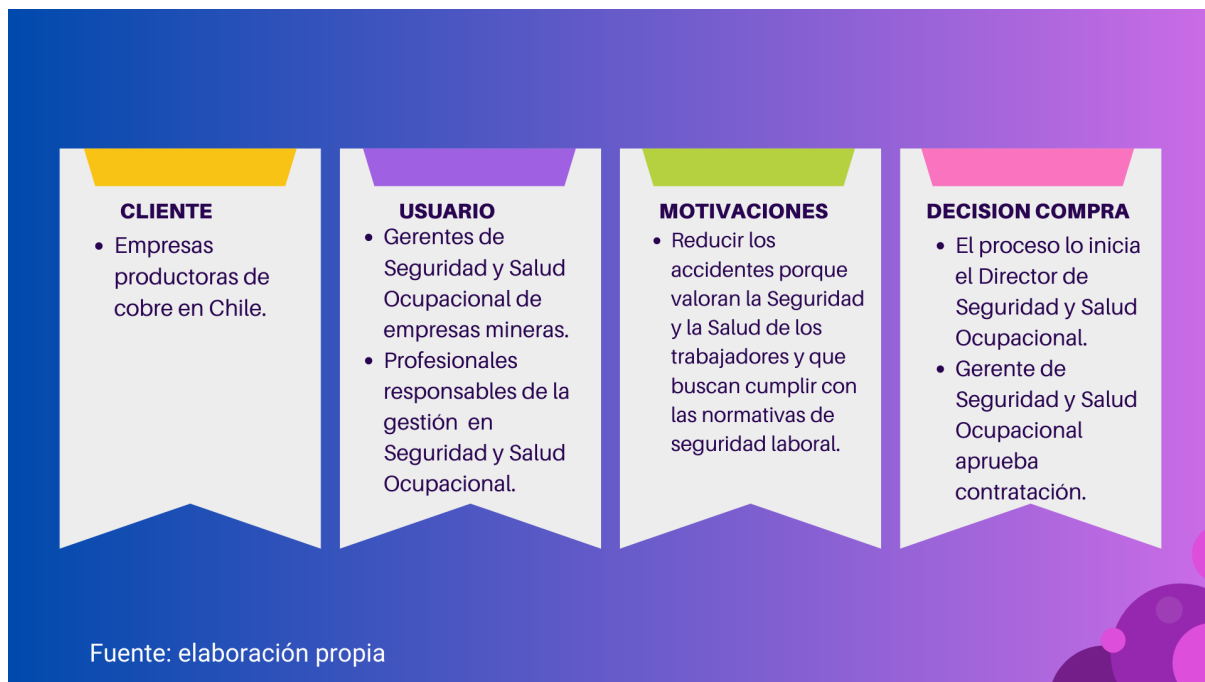 CLIENTE
• Empresas
productoras de
cobre en Chile.
USUARIO
• Gerentes de
Seguridad y Salud
Ocupacional de
empresas mineras.
• Profesionales
responsables de la
gestión  en
Seguridad y Salud
Ocupacional.
MOTIVACIONES
• Reducir los
accidentes porque
valoran la Seguridad
y la Salud de los
trabajadores y que
buscan cumplir con
las normativas de
seguridad laboral.
DECISION COMPRA
• El proceso lo inicia
el Director de
Seguridad y Salud
Ocupacional.
• Gerente de
Seguridad y Salud
Ocupacional
aprueba
contratación.
Fuente: elaboración propia